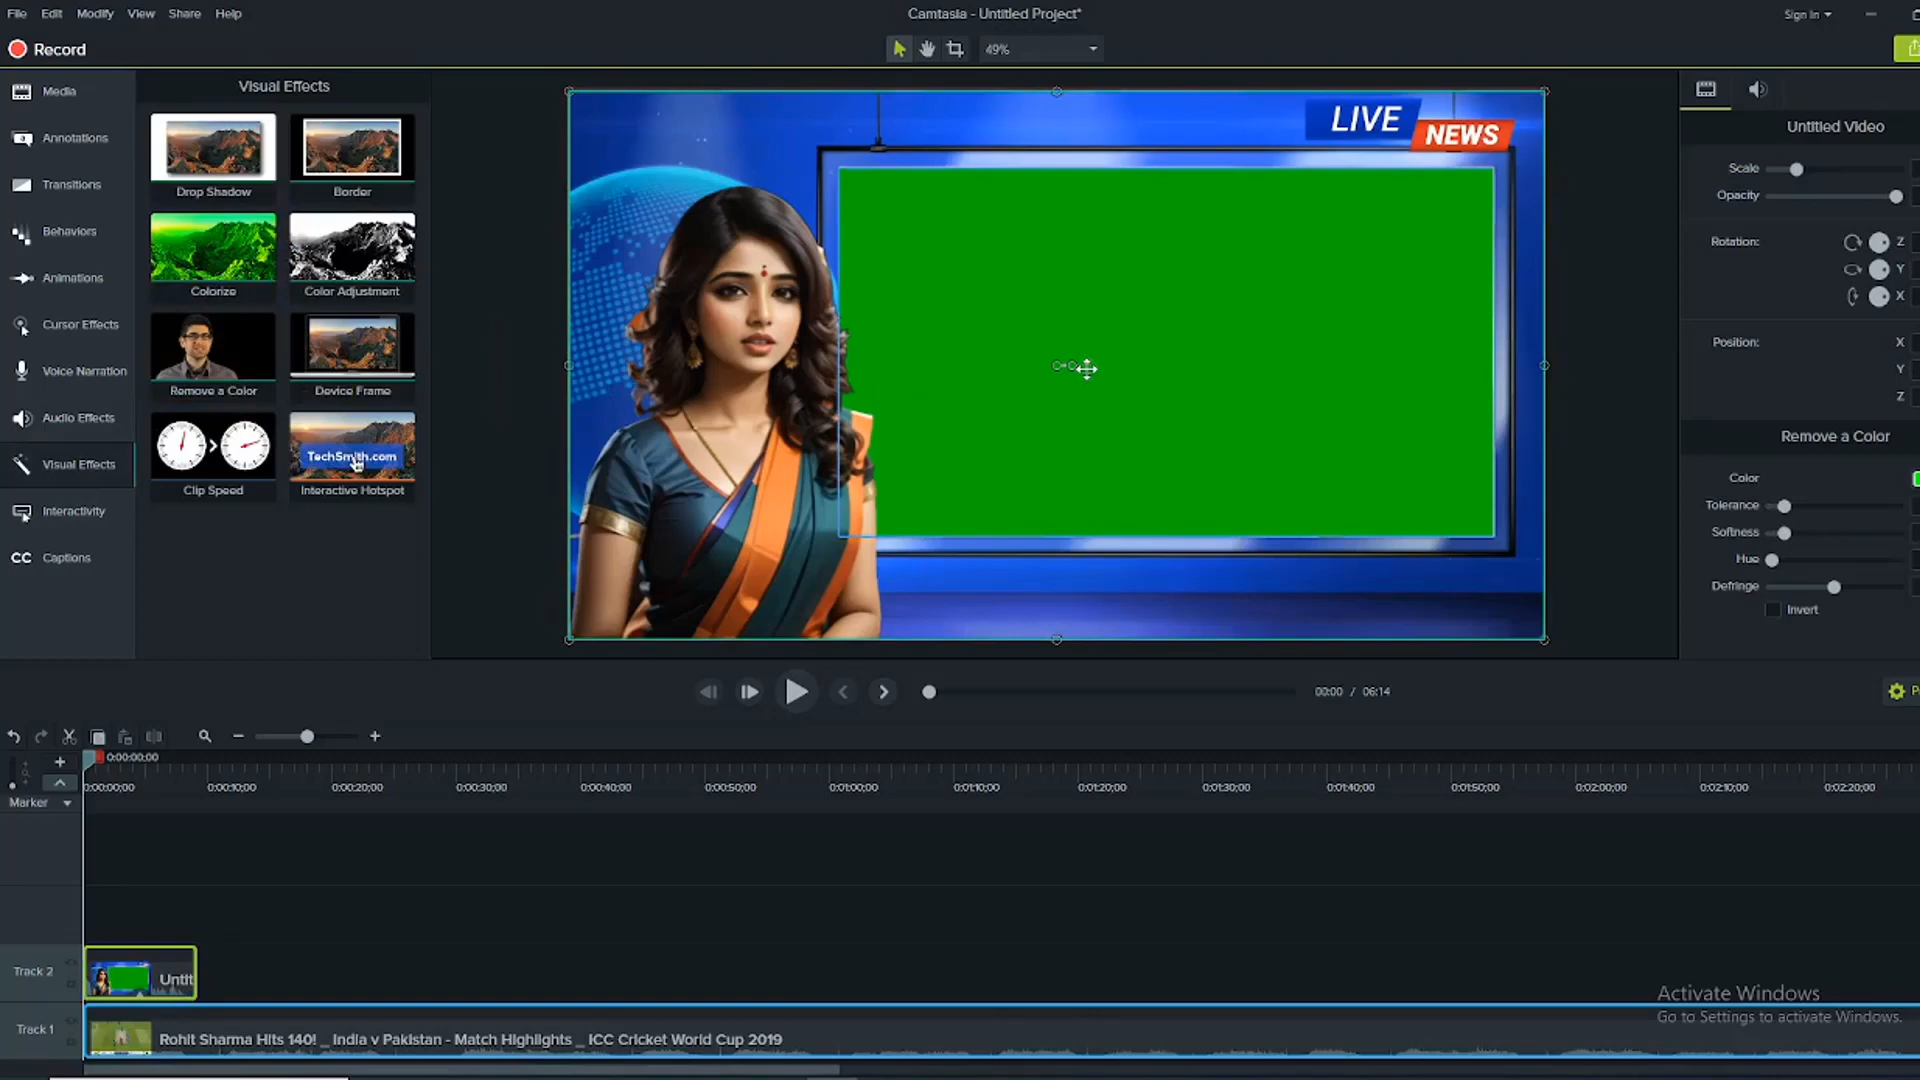 File Edit Modify View Share Help
Camtasia - Untitled Project*
Sign In
Record
49%
Media
Annotations
Transitions
Behaviors
Animations
Cursor Effects
Voice Narration
Audio Effects
Visual Effects
Interactivity
CC Captions
Visual Effects
Drop Shadow Border
Colorize Color Adjustment
Remove a Color Device Frame
TechSmith.com
Clip Speed Interactive Hotspot
LIVE
NEWS
Untitled Video
Scale
Opacity
Rotation: Z
Y
X
Position: X
Y
Z
Remove a Color
Color
Tolerance
Softness
Hue
Defringe
Invert
00:00 / 06:14
0:00:00;00
0:00:00;00 0:00:10;00 0:00:20;00 0:00:30;00 0:00:40;00 0:00:50;00 0:01:00;00 0:01:10;00 0:01:20;00 0:01:30;00 0:01:40;00 0:01:50;00 0:02:00;00 0:02:10;00 0:02:20;00
Marker
Track 2
Untit
Track 1
Rohit Sharma Hits 140! _ India v Pakistan - Match Highlights _ ICC Cricket World Cup 2019
Activate Windows
Go to Settings to activate Windows.